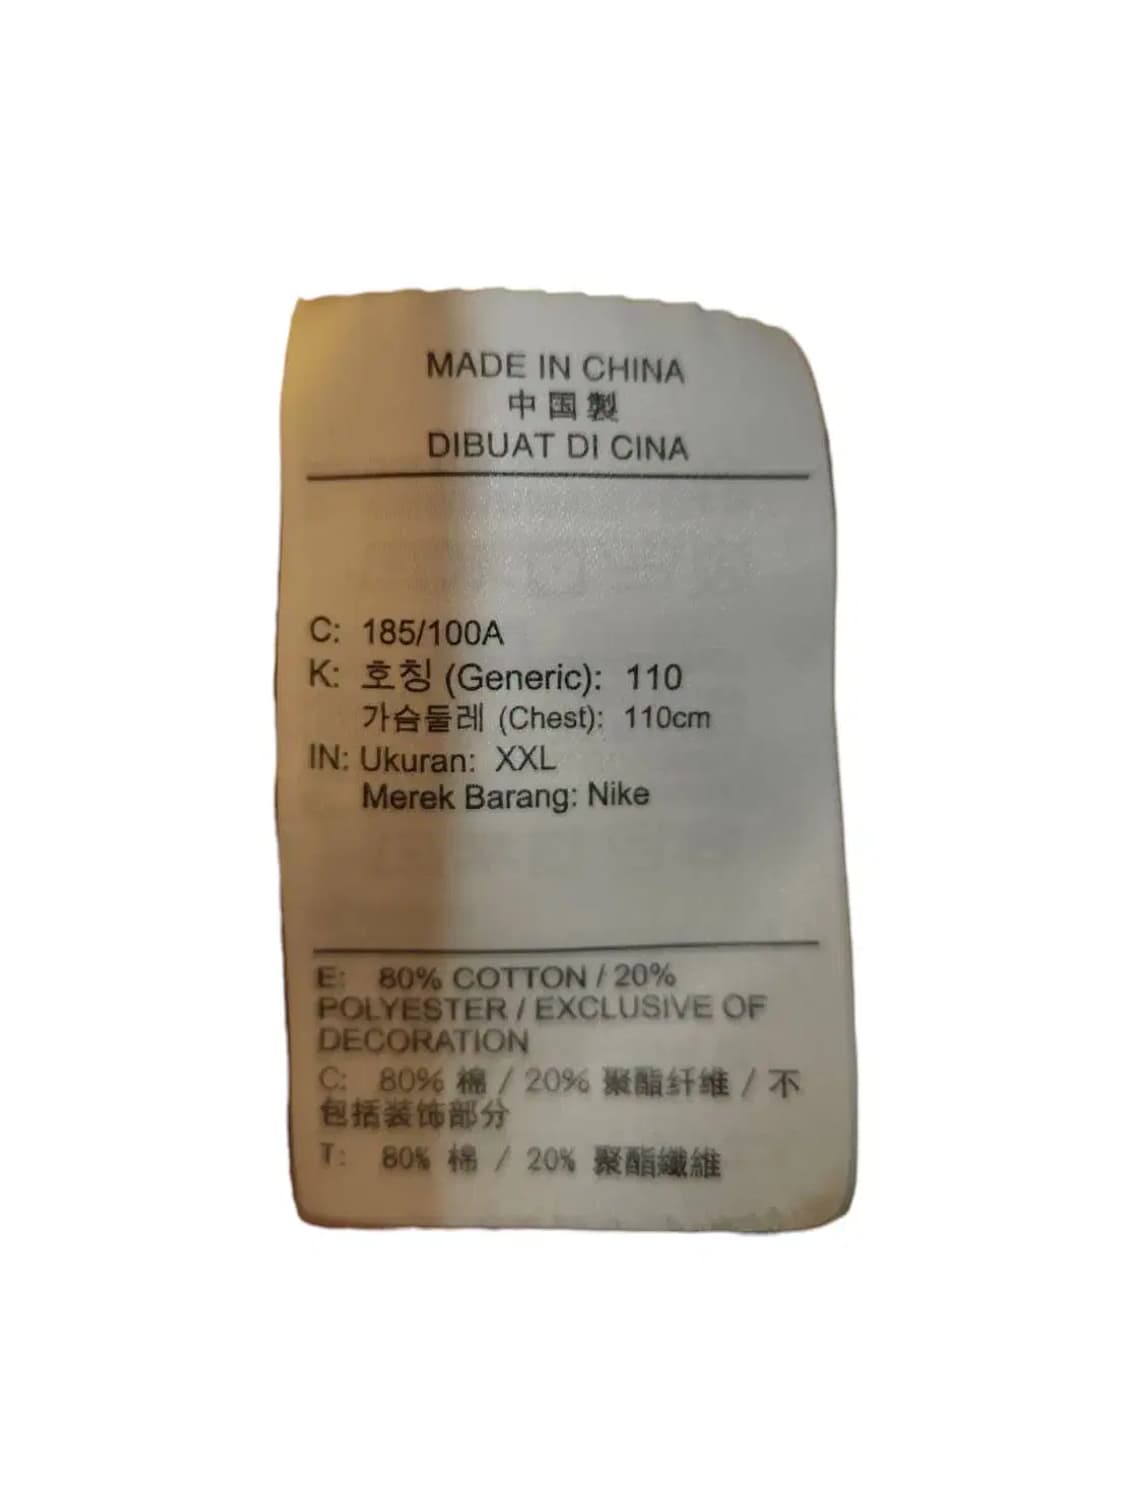 MADE IN CHINA
中国製
DIBUAT DI CINA
C: 185/100A
K: 호칭 (Generic): 110
가슴둘레 (Chest): 110cm
IN: Ukuran: XXL
Merek Barang: Nike
E: 80% COTTON / 20%
POLYESTER / EXCLUSIVE OF
DECORATION
C: 80% 棉 / 20% 聚酯纤维 / 不
包括装饰部分
T: 80% 棉 / 20% 聚酯纖維